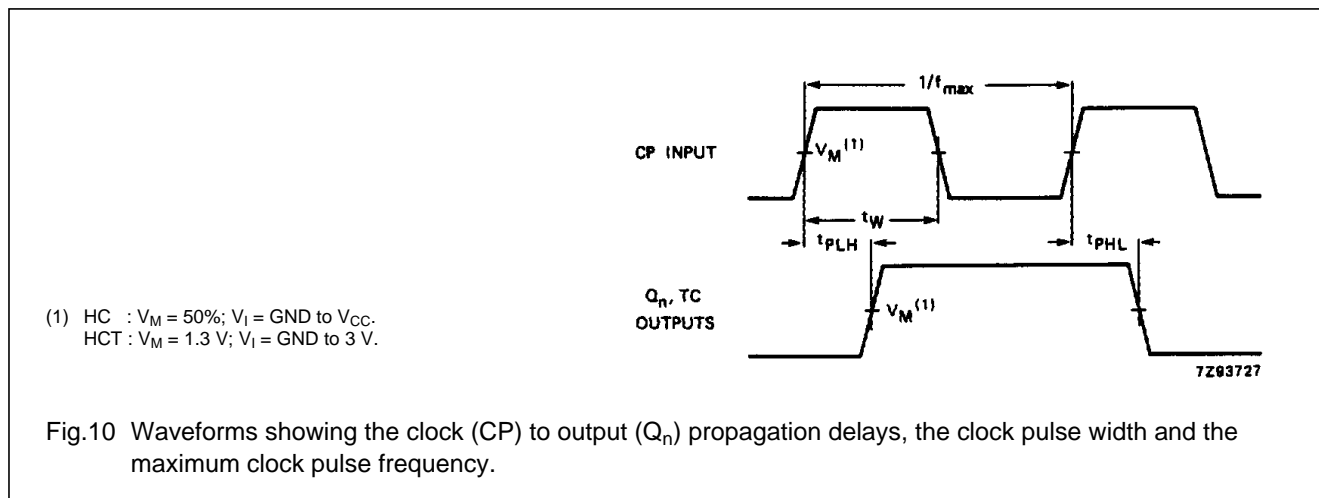 1/fmax
CP INPUT
VM(1)
tW
tPLH
tPHL
Qn, TC
OUTPUTS
VM(1)
7Z93727
(1) HC : VM = 50%; VI = GND to VCC.
HCT : VM = 1.3 V; VI = GND to 3 V.
Fig.10 Waveforms showing the clock (CP) to output (Qn) propagation delays, the clock pulse width and the
maximum clock pulse frequency.